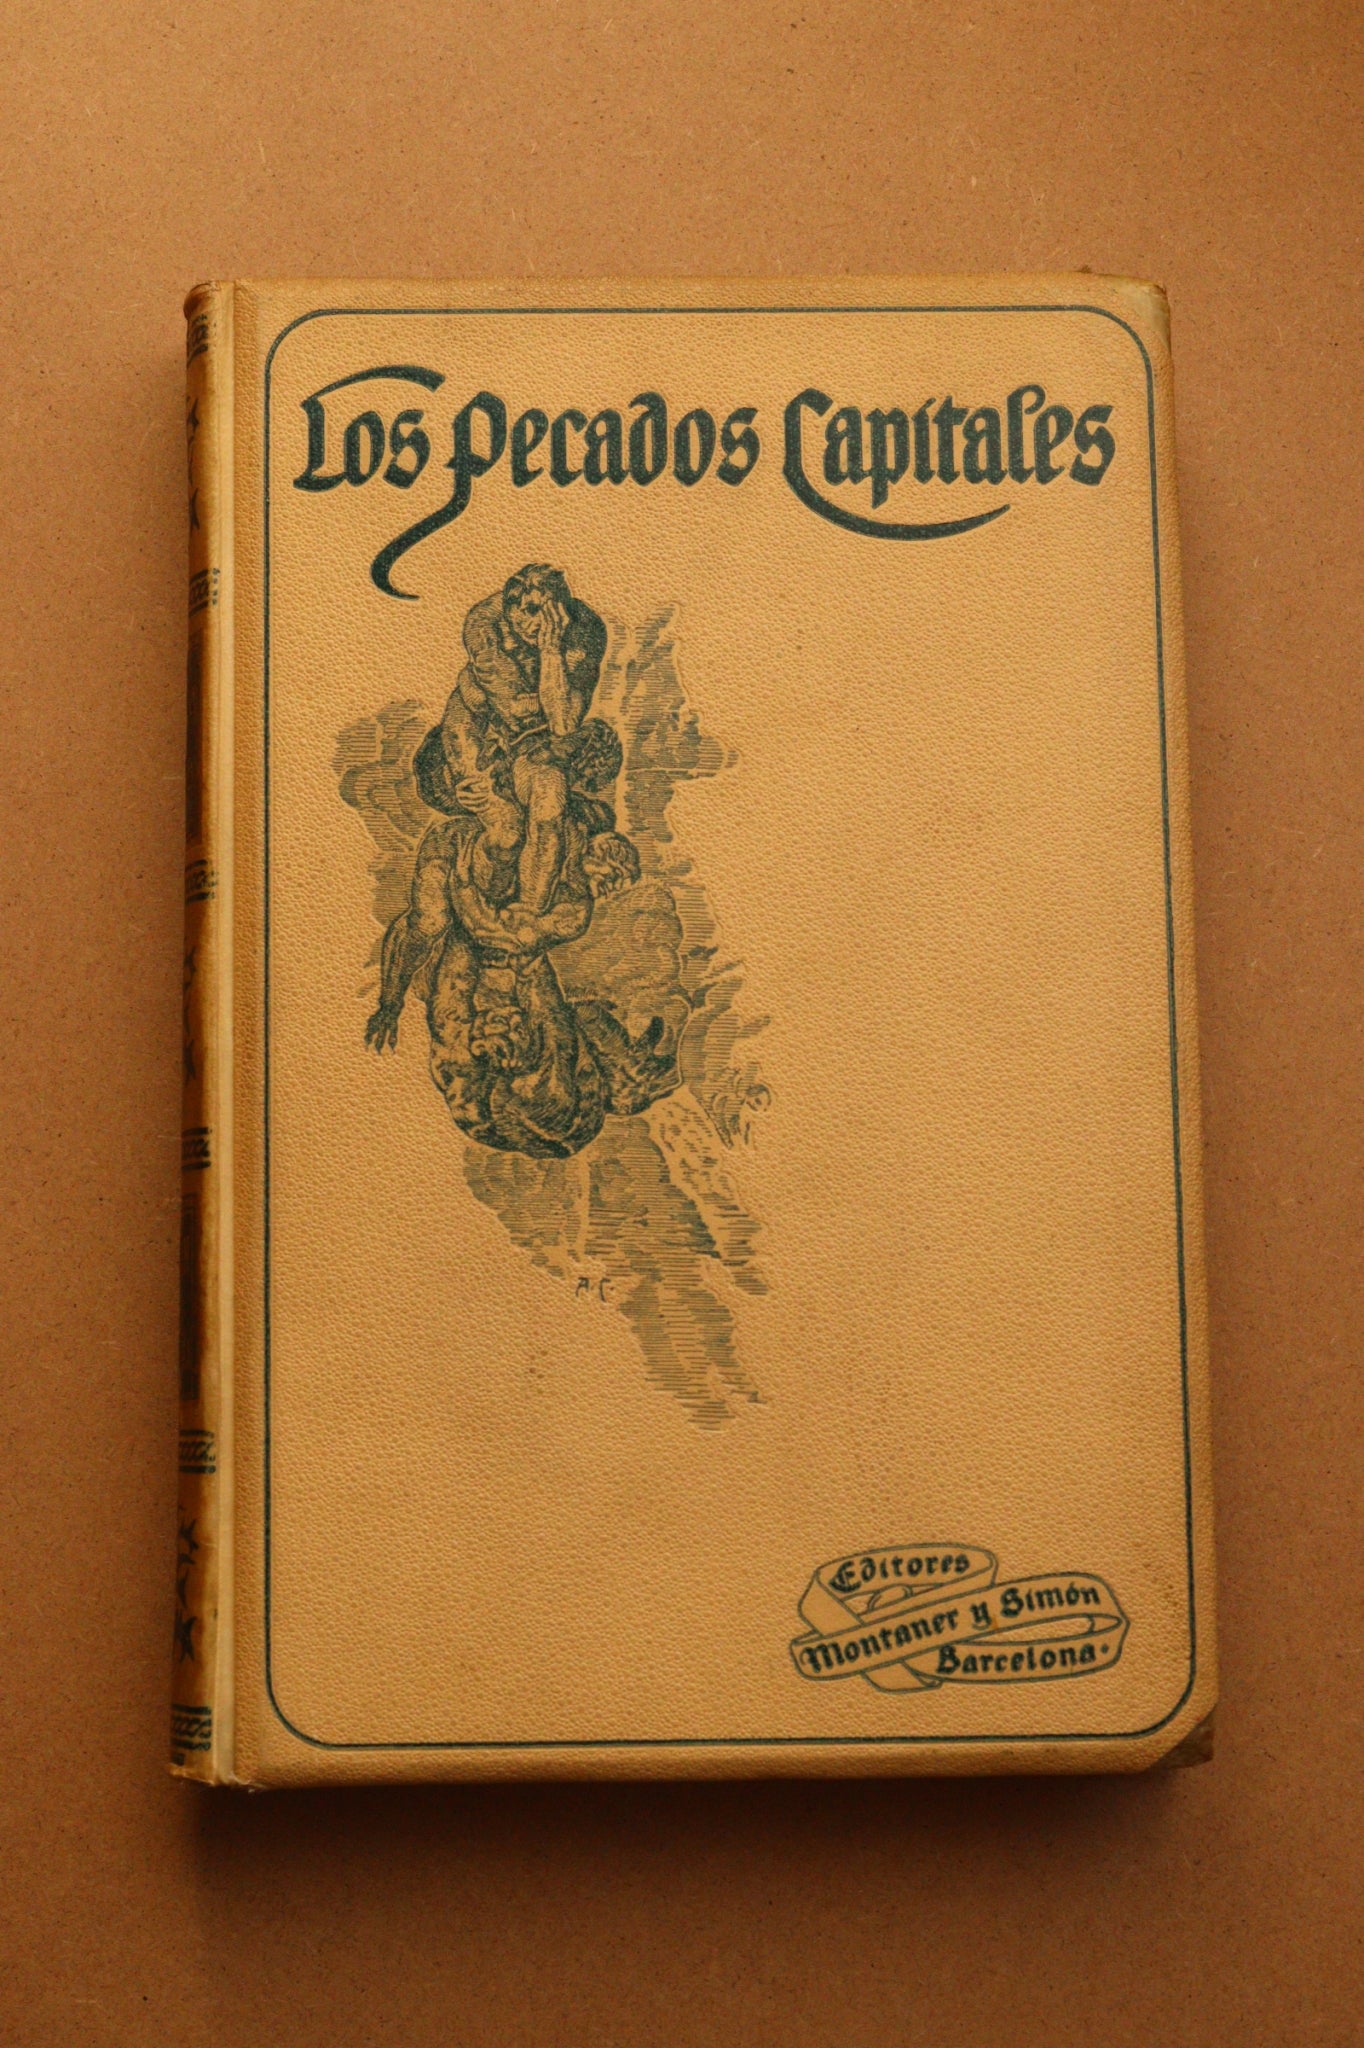 Los Pecados Capitales
A. C.
Editores
Montaner y Simón
Barcelona.